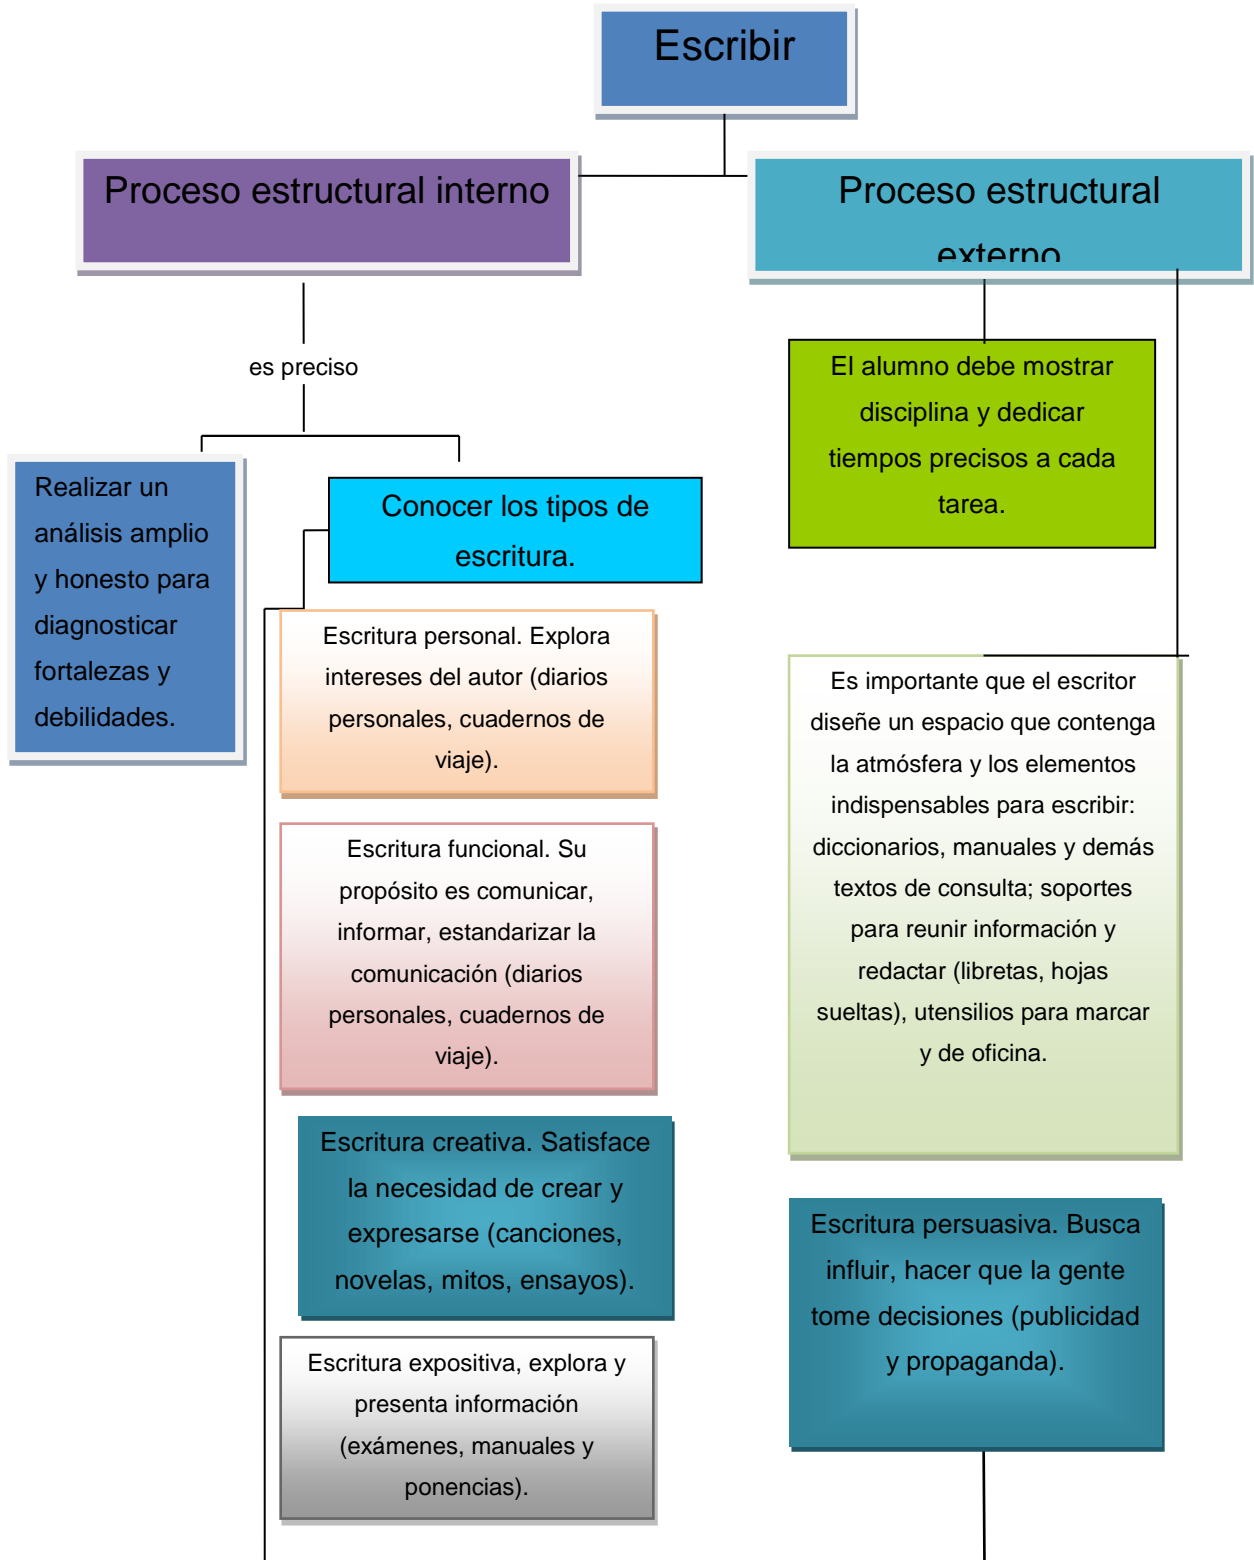 Escribir
Proceso estructural interno
Proceso estructural
externo
es preciso
Realizar un
análisis amplio
y honesto para
diagnosticar
fortalezas y
debilidades.
Conocer los tipos de
escritura.
Escritura personal. Explora
intereses del autor (diarios
personales, cuadernos de
viaje).
Escritura funcional. Su
propósito es comunicar,
informar, estandarizar la
comunicación (diarios
personales, cuadernos de
viaje).
Escritura creativa. Satisface
la necesidad de crear y
expresarse (canciones,
novelas, mitos, ensayos).
Escritura expositiva, explora y
presenta información
(exámenes, manuales y
ponencias).
El alumno debe mostrar
disciplina y dedicar
tiempos precisos a cada
tarea.
Es importante que el escritor
diseñe un espacio que contenga
la atmósfera y los elementos
indispensables para escribir:
diccionarios, manuales y demás
textos de consulta; soportes
para reunir información y
redactar (libretas, hojas
sueltas), utensilios para marcar
y de oficina.
Escritura persuasiva. Busca
influir, hacer que la gente
tome decisiones (publicidad
y propaganda).